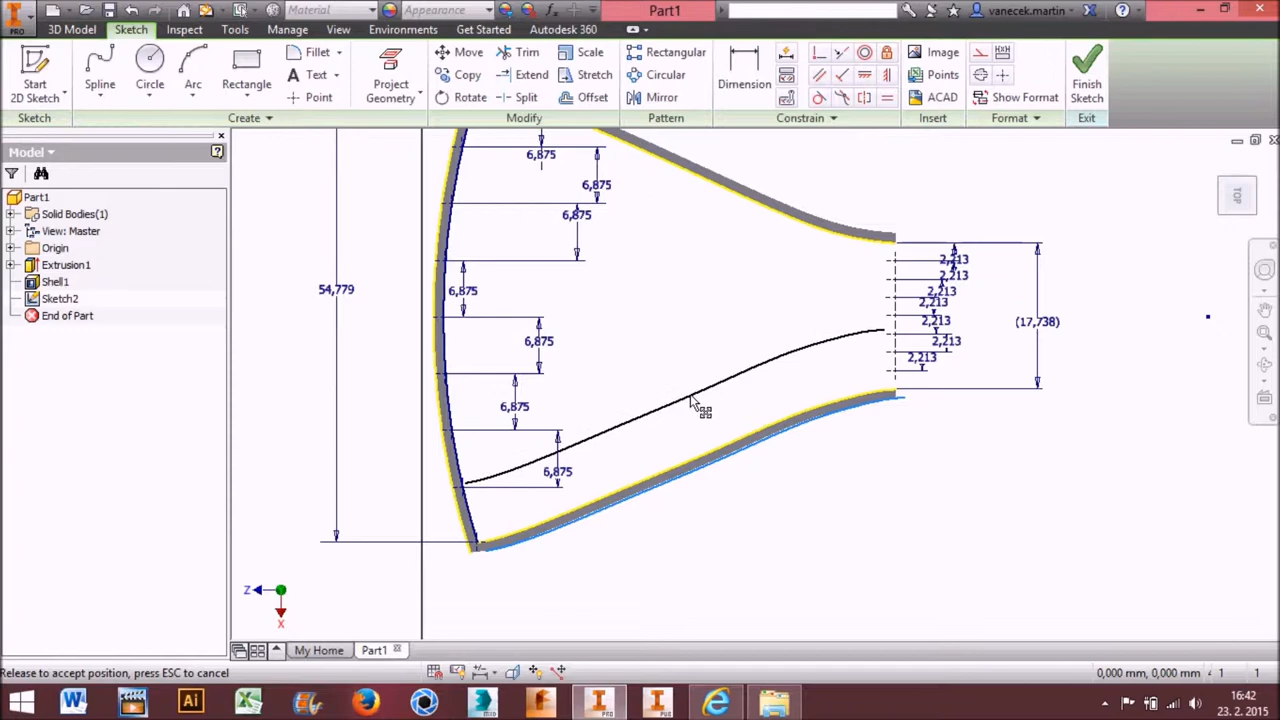 Material
Appearance
Part1
vanecek.martin
PRO
3D Model
Sketch
Inspect
Tools
Manage
View
Environments
Get Started
Autodesk 360
Start
2D Sketch
Spline
Circle
Arc
Rectangle
Fillet
Text
Point
Project
Geometry
Move
Copy
Rotate
Trim
Extend
Split
Scale
Stretch
Offset
Rectangular
Circular
Mirror
Dimension
Image
Points
ACAD
Show Format
Finish
Sketch
Sketch
Create
Modify
Pattern
Constrain
Insert
Format
Exit
Model
Part1
Solid Bodies(1)
View: Master
Origin
Extrusion1
Shell1
Sketch2
End of Part
6,875
6,875
6,875
6,875
6,875
6,875
6,875
54,779
2,213
2,213
2,213
2,213
2,213
2,213
2,213
(17,738)
TOP
Z
X
My Home
Part1
Release to accept position, press ESC to cancel
0,000 mm, 0,000 mm
1
1
16:42
23. 2. 2015